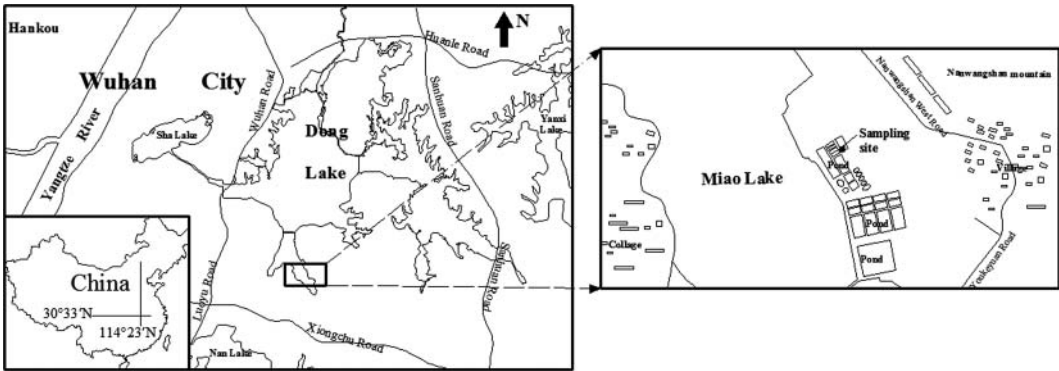 Hankou
N
Huanle Road
Wuhan City
Wuhan Road
Sanhuan Road
Yangtze River
Sha Lake
Dong
Lake
Yanxi
Lake
China
30°33′N
114°23′N
Luoyu Road
Sanhuan Road
Xiongchu Road
Nan Lake
Nanwangshan West Road
Nanwangshan mountain
Sampling
site
Pond
Village
Miao Lake
Pond
Collage
Pond
Youkeyuan Road